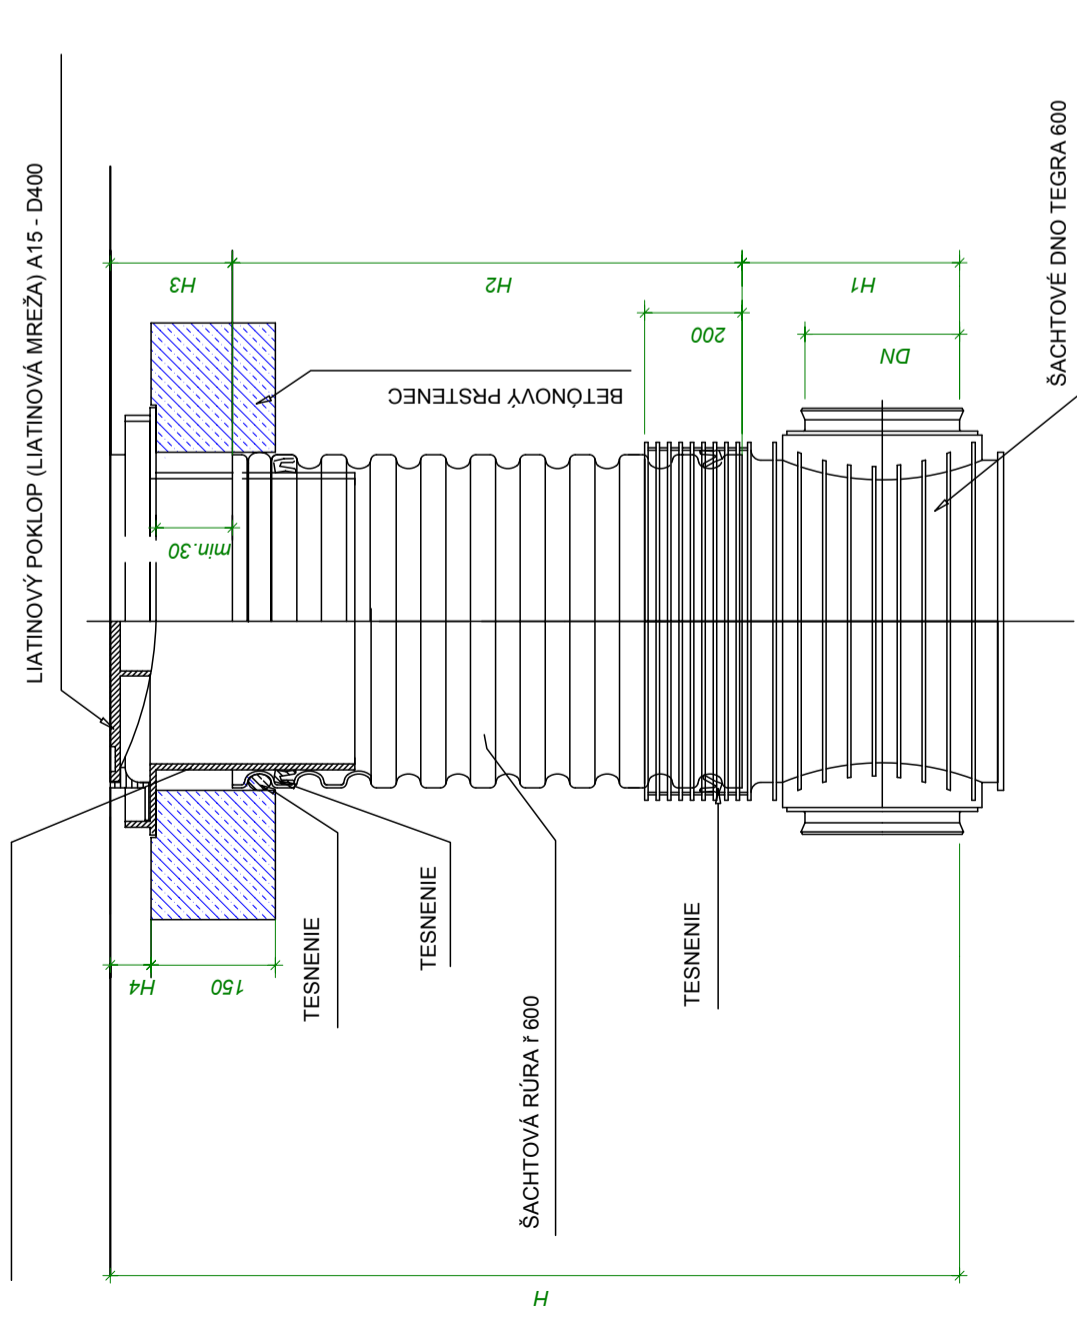 LIATINOVÝ POKLOP (LIATINOVÁ MREŽA) A15 - D400
H3
H2
H1
200
DN
ŠACHTOVÉ DNO TEGRA 600
BETÓNOVÝ PRSTENEC
min.30
H4
150
TESNENIE
TESNENIE
TESNENIE
ŠACHTOVÁ RÚRA ř 600
H